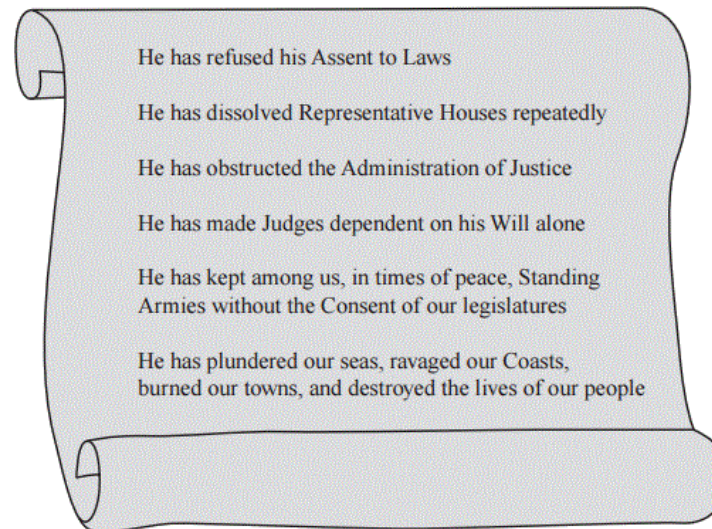 He has refused his Assent to Laws
He has dissolved Representative Houses repeatedly
He has obstructed the Administration of Justice
He has made Judges dependent on his Will alone
He has kept among us, in times of peace, Standing
Armies without the Consent of our legislatures
He has plundered our seas, ravaged our Coasts,
burned our towns, and destroyed the lives of our people